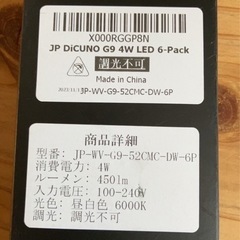 X000RGGP8N
JP DiCUNO G9 4W LED 6-Pack
調光不可
Made in China
JP-WV-G9-52CMC-DW-6P
商品詳細
型番: JP-WV-G9-52CMC-DW-6P
消費電力: 4W
ルーメン: 450lm
入力電圧: 100-240V
光色: 昼白色 6000K
調光: 調光不可